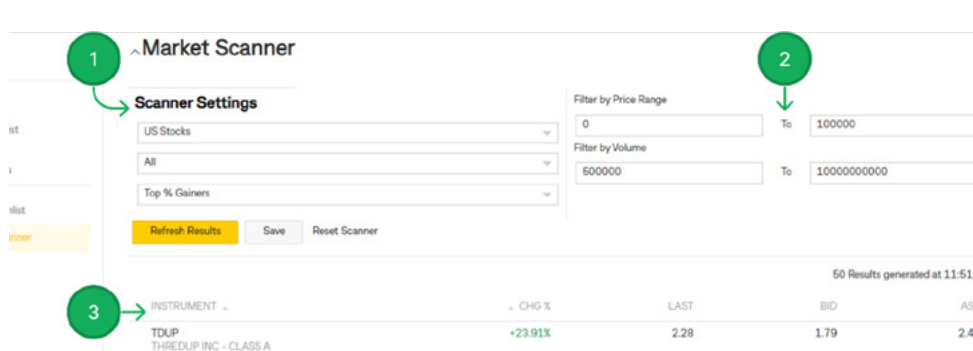 Market Scanner
1
2
Scanner Settings
Filter by Price Range
US Stocks
0
To
100000
Filter by Volume
All
500000
To
10000000000
Top % Gainers
Refresh Results
Save
Reset Scanner
50 Results generated at 11:51
3
INSTRUMENT
CHG %
LAST
BID
TDUP
+23.91%
2.28
1.79
THREDUP INC - CLASS A